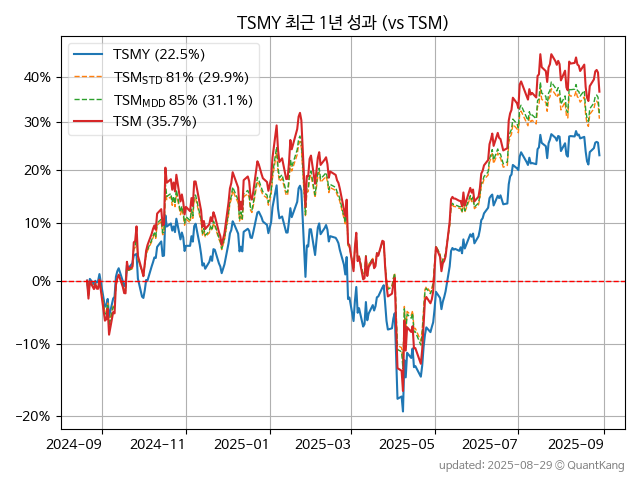 TSMY 최근 1년 성과 (vs TSM)
TSMY (22.5%)
TSM_STD 81% (29.9%)
TSM_MDD 85% (31.1%)
TSM (35.7%)
40%
30%
20%
10%
0%
−10%
−20%
2024-09 2024-11 2025-01 2025-03 2025-05 2025-07 2025-09
updated: 2025-08-29 © QuantKang